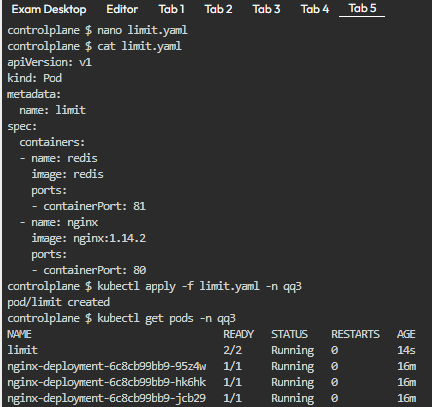 Exam Desktop Editor Tab 1 Tab 2 Tab 3 Tab 4 Tab 5
controlplane $ nano limit.yaml
controlplane $ cat limit.yaml
apiVersion: v1
kind: Pod
metadata:
  name: limit
spec:
  containers:
  - name: redis
    image: redis
    ports:
    - containerPort: 81
  - name: nginx
    image: nginx:1.14.2
    ports:
    - containerPort: 80
controlplane $ kubectl apply -f limit.yaml -n qq3
pod/limit created
controlplane $ kubectl get pods -n qq3
NAME READY STATUS RESTARTS AGE
limit 2/2 Running 0 14s
nginx-deployment-6c8cb99bb9-95z4w 1/1 Running 0 16m
nginx-deployment-6c8cb99bb9-hk6hk 1/1 Running 0 16m
nginx-deployment-6c8cb99bb9-jcb29 1/1 Running 0 16m